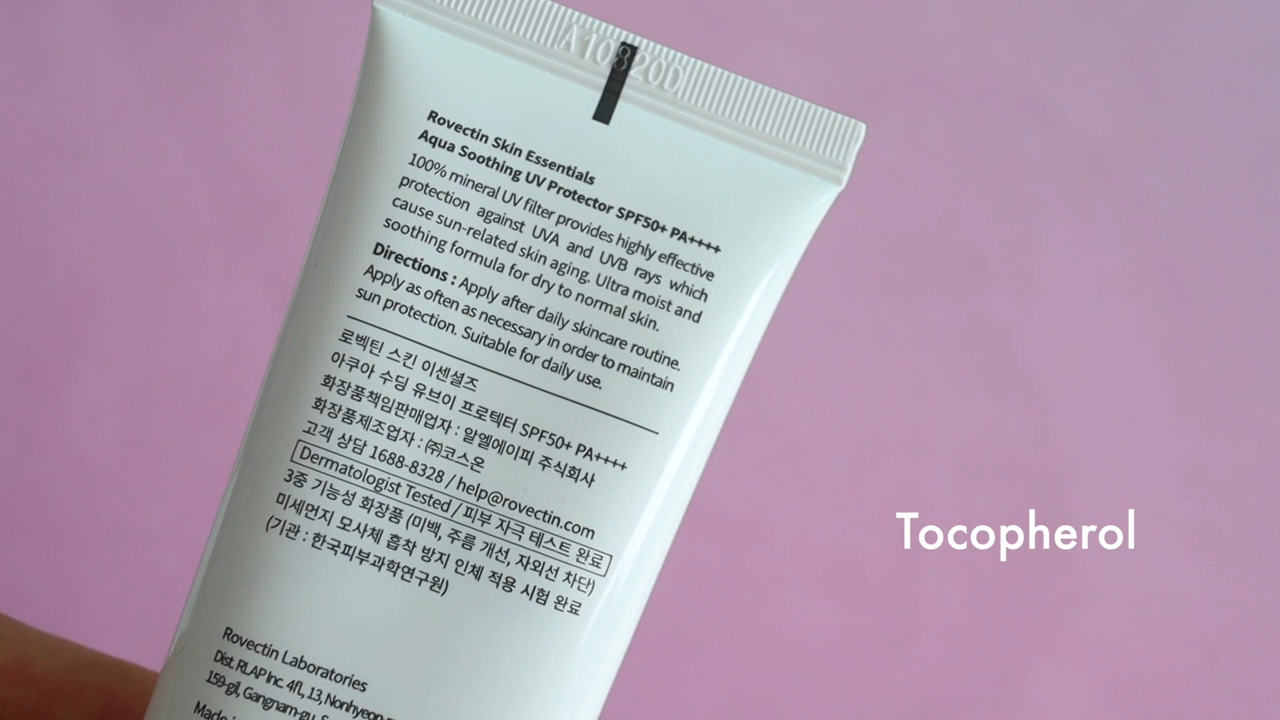 Rovectin Skin Essentials
Aqua Soothing UV Protector SPF50+ PA++++
100% mineral UV filter provides highly effective
protection against UVA and UVB rays which
cause sun-related skin aging. Ultra moist and
soothing formula for dry to normal skin.
Directions : Apply after daily skincare routine.
Apply as often as necessary in order to maintain
sun protection. Suitable for daily use.
로벡틴 스킨 이센셜즈
아쿠아 수딩 유브이 프로텍터 SPF50+ PA++++
화장품책임판매업자 : 알엘에이피 주식회사
화장품제조업자 : ㈜코스온
고객 상담 1688-8328 / help@rovectin.com
Dermatologist Tested / 피부 자극 테스트 완료
3중 기능성 화장품 (미백, 주름 개선, 자외선 차단)
미세먼지 모사체 흡착 방지 인체 적용 시험 완료
(기관 : 한국피부과학연구원)
Rovectin Laboratories
Dist. RLAP Inc. 4fl., 13, Nonhyeon-
159-gil, Gangnam-gu,
Made
Tocopherol